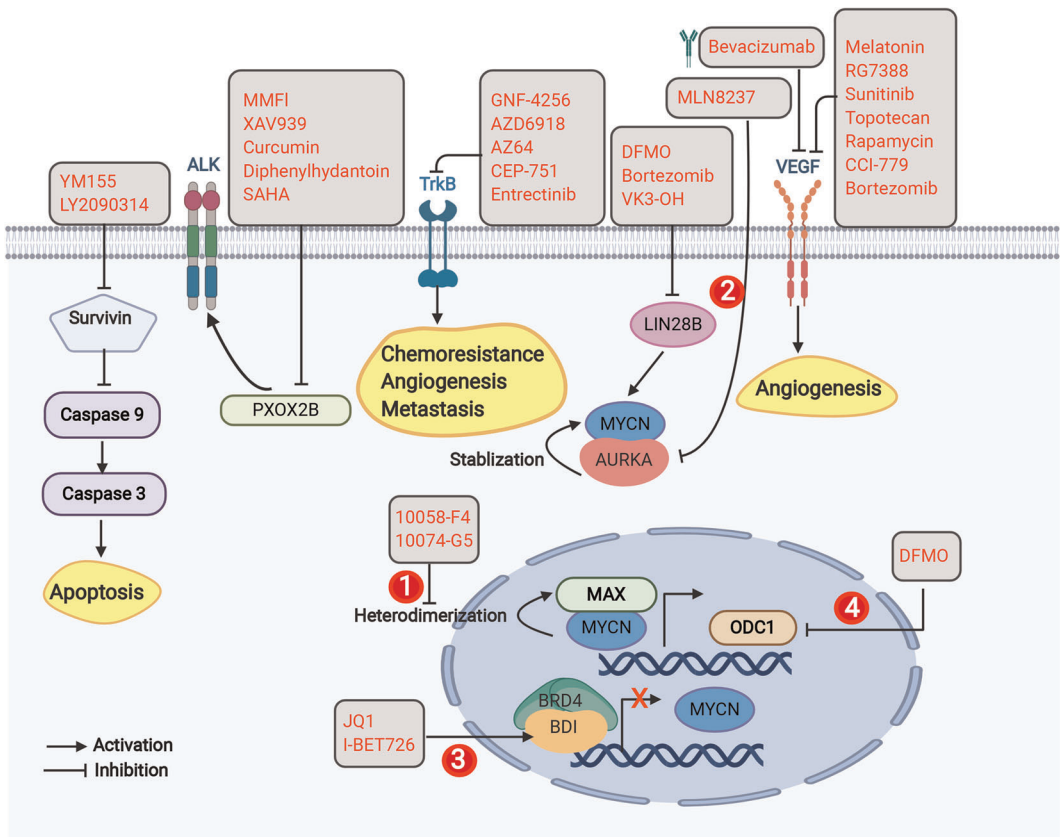 Bevacizumab
MLN8237
Melatonin
RG7388
Sunitinib
Topotecan
Rapamycin
CCI-779
Bortezomib
MMFI
XAV939
Curcumin
Diphenylhydantoin
SAHA
GNF-4256
AZD6918
AZ64
CEP-751
Entrectinib
DFMO
Bortezomib
VK3-OH
YM155
LY2090314
ALK
TrkB
VEGF
Survivin
2
LIN28B
Chemoresistance
Angiogenesis
Metastasis
Angiogenesis
Caspase 9
PXOX2B
MYCN
AURKA
Stablization
Caspase 3
Apoptosis
10058-F4
10074-G5
1
Heterodimerization
MAX
MYCN
ODC1
4
DFMO
BRD4
BDI
X
MYCN
JQ1
I-BET726
3
Activation
Inhibition